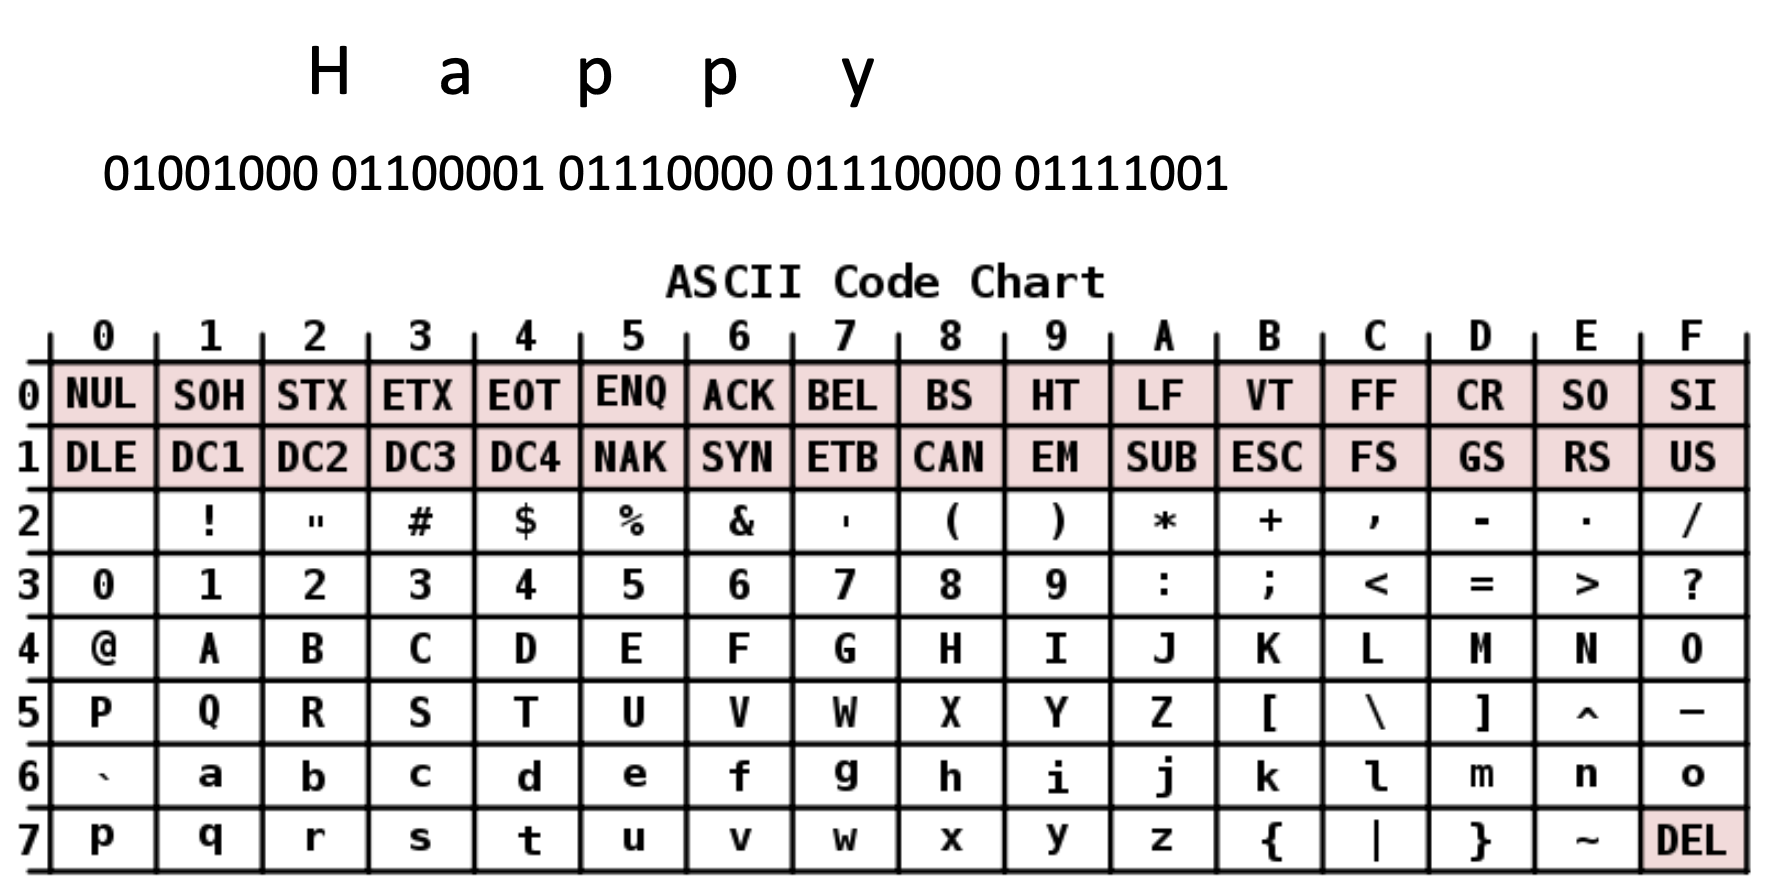 H a p p y
01001000 01100001 01110000 01110000 01111001
ASCII Code Chart
0 1 2 3 4 5 6 7 8 9 A B C D E F
0 NUL SOH STX ETX EOT ENQ ACK BEL BS HT LF VT FF CR SO SI
1 DLE DC1 DC2 DC3 DC4 NAK SYN ETB CAN EM SUB ESC FS GS RS US
2 ! " # $ % & ' ( ) * + , - . /
3 0 1 2 3 4 5 6 7 8 9 : ; < = > ?
4 @ A B C D E F G H I J K L M N O
5 P Q R S T U V W X Y Z [ \ ] ^ _
6 ` a b c d e f g h i j k l m n o
7 p q r s t u v w x y z { | } ~ DEL